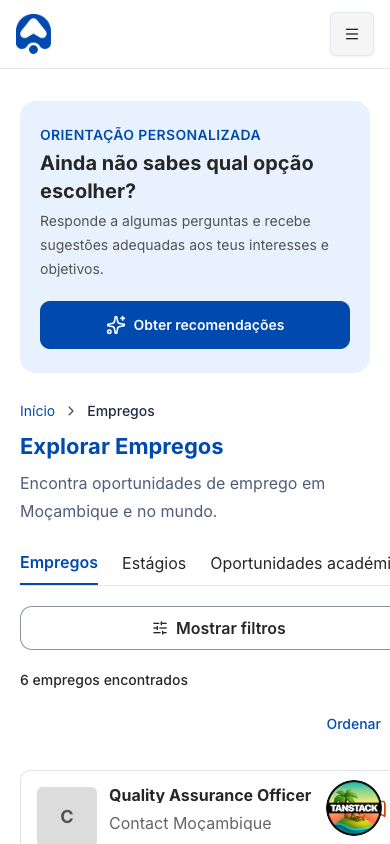 ORIENTAÇÃO PERSONALIZADA
Ainda não sabes qual opção
escolher?
Responde a algumas perguntas e recebe
sugestões adequadas aos teus interesses e
objetivos.
Obter recomendações
Início > Empregos
Explorar Empregos
Encontra oportunidades de emprego em
Moçambique e no mundo.
Empregos Estágios Oportunidades académi
Mostrar filtros
6 empregos encontrados
Ordenar
Quality Assurance Officer
C
Contact Moçambique
TANSTACK